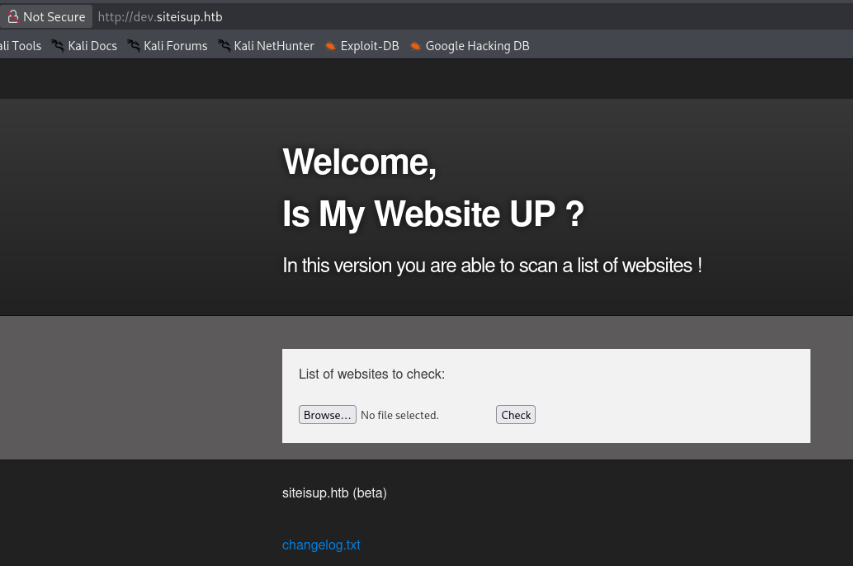 Not Secure http://dev.siteisup.htb
ali Tools Kali Docs Kali Forums Kali NetHunter Exploit-DB Google Hacking DB
Welcome,
Is My Website UP ?
In this version you are able to scan a list of websites !
List of websites to check:
Browse... No file selected. Check
siteisup.htb (beta)
changelog.txt